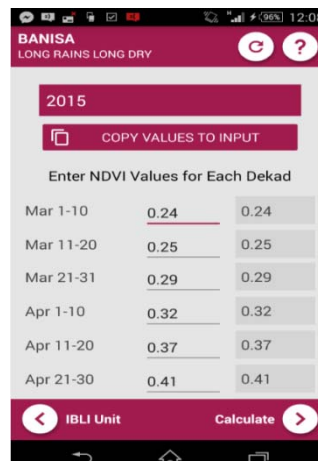 96% 12:08
BANISA
LONG RAINS LONG DRY
?
2015
COPY VALUES TO INPUT
Enter NDVI Values for Each Dekad
Mar 1-10 0.24 0.24
Mar 11-20 0.25 0.25
Mar 21-31 0.29 0.29
Apr 1-10 0.32 0.32
Apr 11-20 0.37 0.37
Apr 21-30 0.41 0.41
IBLI Unit Calculate